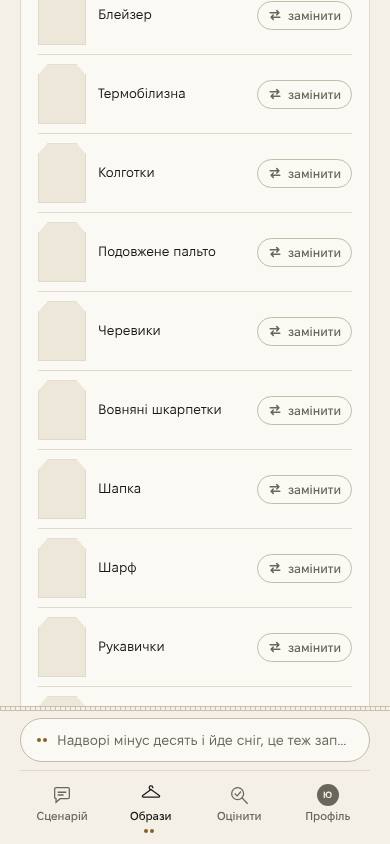 Блейзер
замінити
Термобілизна
замінити
Колготки
замінити
Подовжене пальто
замінити
Черевики
замінити
Вовняні шкарпетки
замінити
Шапка
замінити
Шарф
замінити
Рукавички
замінити
Надворі мінус десять і йде сніг, це теж зап...
Ю
Сценарій
Образи
Оцінити
Профіль